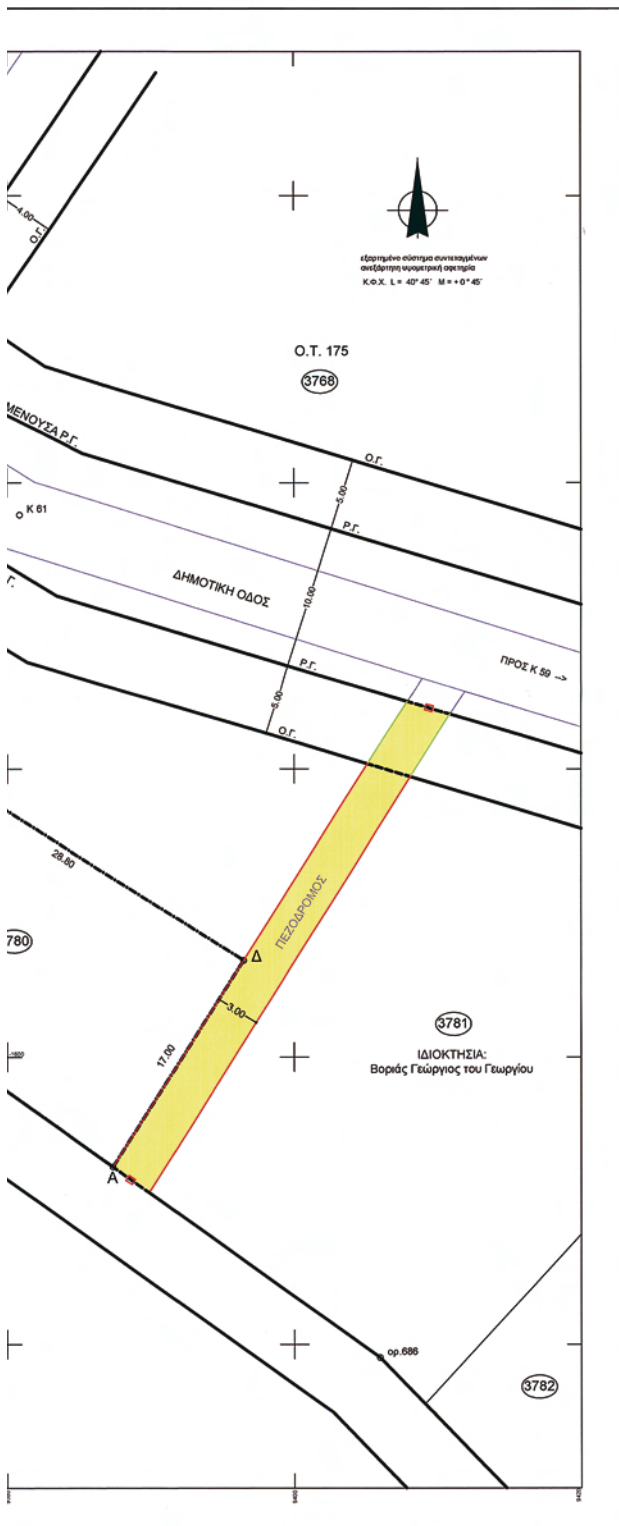 4.00
Ο.Γ.
εξαρτημένο σύστημα συντεταγμένων
ανεξάρτητη υψομετρική αφετηρία
Κ.Φ.Χ. L = 40° 45' M = + 0° 45'
Ο.Τ. 175
3768
ΜΕΝΟΥΣΑ Ρ.Γ.
Ο.Γ.
5.00
Κ 61
Ρ.Γ.
ΔΗΜΟΤΙΚΗ ΟΔΟΣ
10.00
Γ.
Ρ.Γ.
ΠΡΟΣ Κ 59 -->
5.00
Ο.Γ.
28.80
ΠΕΖΟΔΡΟΜΟΣ
780
Δ
3.00
3781
17.00
ΙΔΙΟΚΤΗΣΙΑ:
Βοριάς Γεώργιος του Γεωργίου
Α
ορ.686
3782
9400